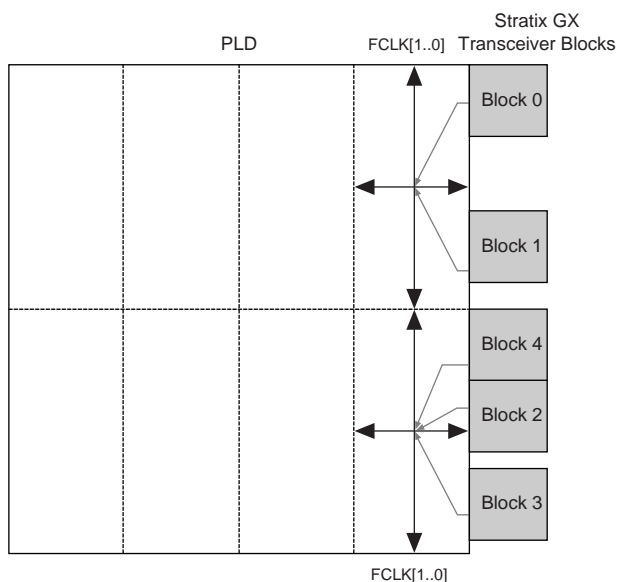 Stratix GX
PLD FCLK[1..0] Transceiver Blocks
Block 0
Block 1
Block 4
Block 2
Block 3
FCLK[1..0]